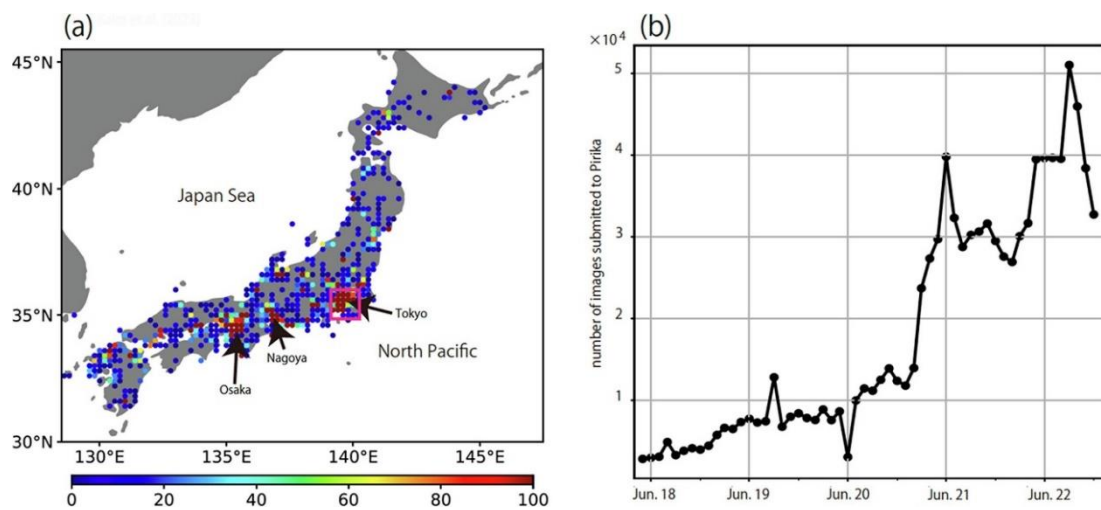 (a)
45°N
40°N
35°N
30°N
Japan Sea
North Pacific
Tokyo
Nagoya
Osaka
130°E 135°E 140°E 145°E
0 20 40 60 80 100
(b)
×10⁴
number of images submitted to Pirika
5
4
3
2
1
Jun. 18 Jun. 19 Jun. 20 Jun. 21 Jun. 22